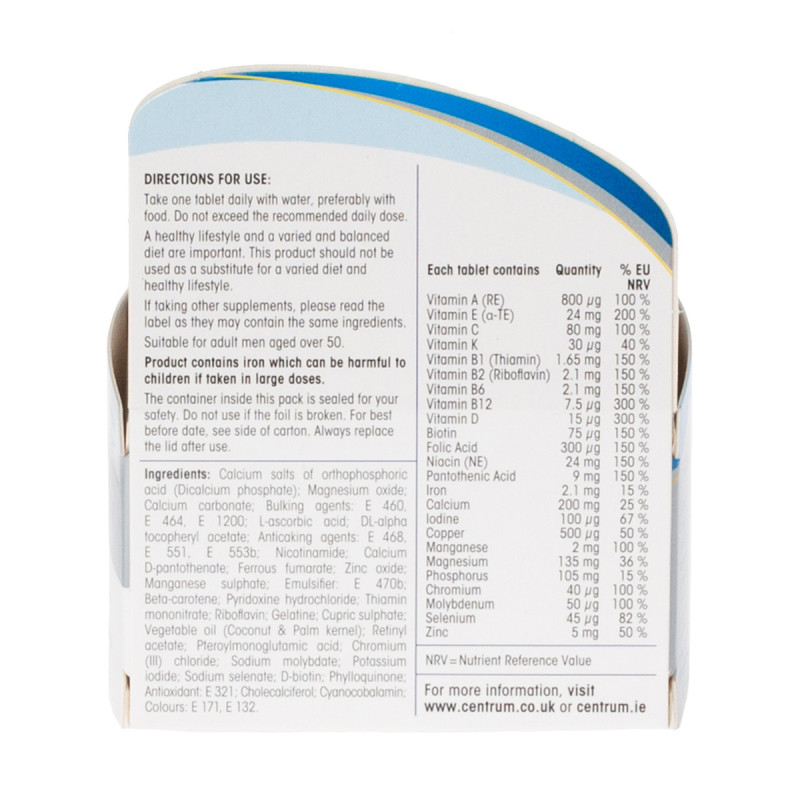 DIRECTIONS FOR USE:
Take one tablet daily with water, preferably with
food. Do not exceed the recommended daily dose.
A healthy lifestyle and a varied and balanced
diet are important. This product should not be
used as a substitute for a varied diet and
healthy lifestyle.
If taking other supplements, please read the
label as they may contain the same ingredients.
Suitable for adult men aged over 50.
Product contains iron which can be harmful to
children if taken in large doses.
The container inside this pack is sealed for your
safety. Do not use if the foil is broken. For best
before date, see side of carton. Always replace
the lid after use.
Ingredients: Calcium salts of orthophosphoric
acid (Dicalcium phosphate); Magnesium oxide;
Calcium carbonate; Bulking agents: E 460,
E 464, E 1200; L-ascorbic acid; DL-alpha
tocopheryl acetate; Anticaking agents: E 468,
E 551, E 553b; Nicotinamide; Calcium
D-pantothenate; Ferrous fumarate; Zinc oxide;
Manganese sulphate; Emulsifier: E 470b;
Beta-carotene; Pyridoxine hydrochloride; Thiamin
mononitrate; Riboflavin; Gelatine; Cupric sulphate;
Vegetable oil (Coconut & Palm kernel); Retinyl
acetate; Pteroylmonoglutamic acid; Chromium
(III) chloride; Sodium molybdate; Potassium
iodide; Sodium selenate; D-biotin; Phylloquinone;
Antioxidant: E 321; Cholecalciferol; Cyanocobalamin;
Colours: E 171, E 132.
Each tablet contains Quantity % EU
NRV
Vitamin A (RE) 800 µg 100 %
Vitamin E (α-TE) 24 mg 200 %
Vitamin C 80 mg 100 %
Vitamin K 30 µg 40 %
Vitamin B1 (Thiamin) 1.65 mg 150 %
Vitamin B2 (Riboflavin) 2.1 mg 150 %
Vitamin B6 2.1 mg 150 %
Vitamin B12 7.5 µg 300 %
Vitamin D 15 µg 300 %
Biotin 75 µg 150 %
Folic Acid 300 µg 150 %
Niacin (NE) 24 mg 150 %
Pantothenic Acid 9 mg 150 %
Iron 2.1 mg 15 %
Calcium 200 mg 25 %
Iodine 100 µg 67 %
Copper 500 µg 50 %
Manganese 2 mg 100 %
Magnesium 135 mg 36 %
Phosphorus 105 mg 15 %
Chromium 40 µg 100 %
Molybdenum 50 µg 100 %
Selenium 45 µg 82 %
Zinc 5 mg 50 %
NRV = Nutrient Reference Value
For more information, visit
www.centrum.co.uk or centrum.ie